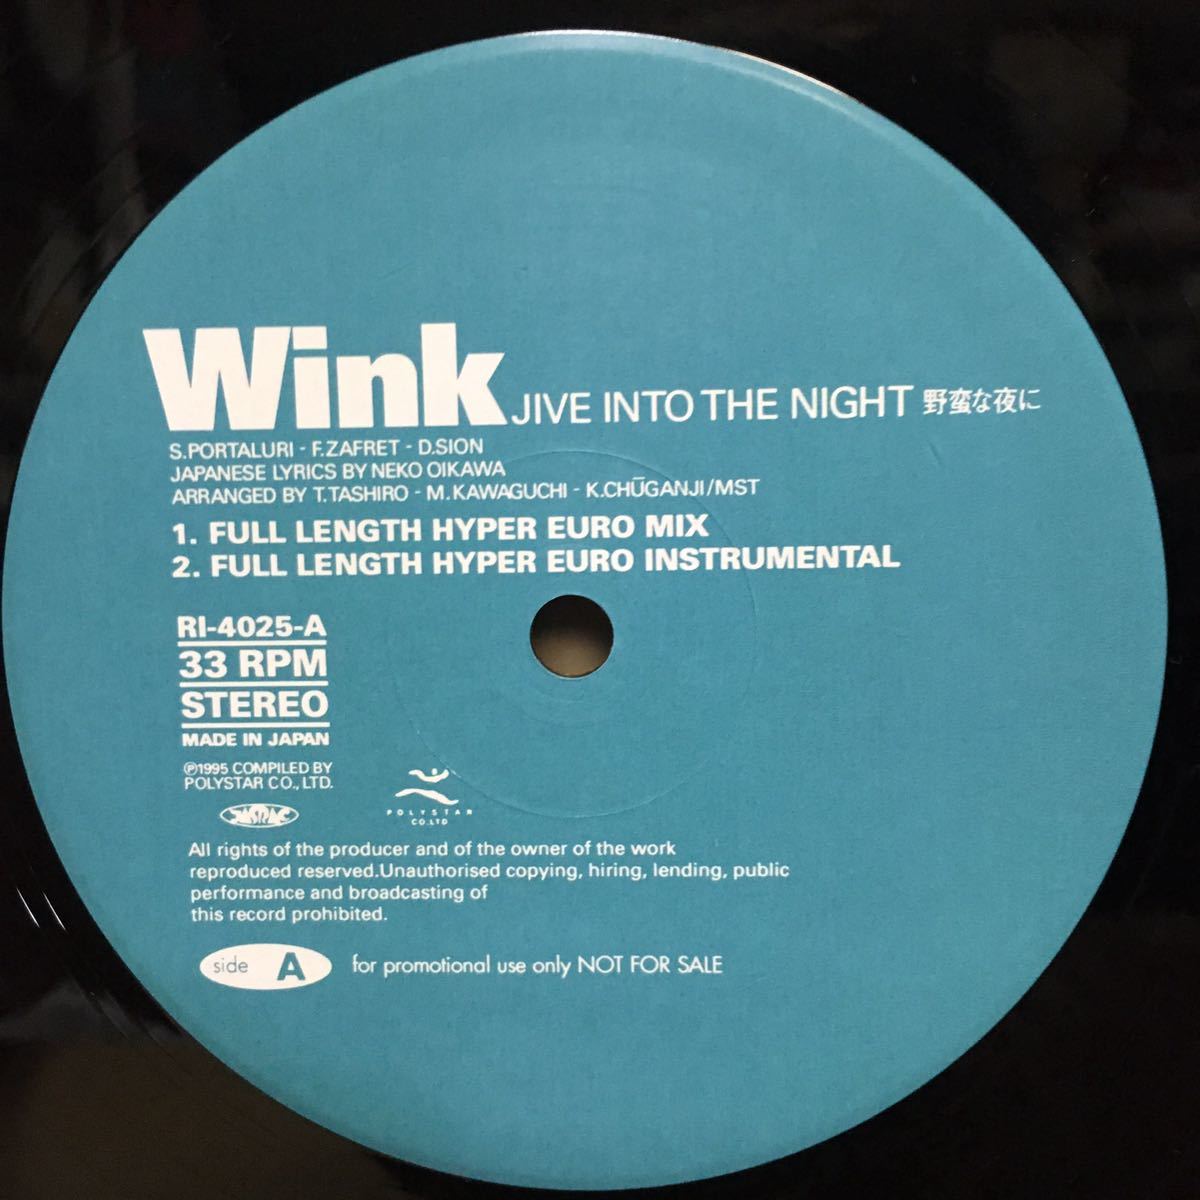 Wink JIVE INTO THE NIGHT 野蛮な夜に
S.PORTALURI - F.ZAFRET - D.SION
JAPANESE LYRICS BY NEKO OIKAWA
ARRANGED BY T.TASHIRO - M.KAWAGUCHI - K.CHŪGANJI/MST
1. FULL LENGTH HYPER EURO MIX
2. FULL LENGTH HYPER EURO INSTRUMENTAL
RI-4025-A
33 RPM
STEREO
MADE IN JAPAN
℗1995 COMPILED BY
POLYSTAR CO., LTD.
JASRAC
POLYSTAR
CO.LTD
All rights of the producer and of the owner of the work
reproduced reserved.Unauthorised copying, hiring, lending, public
performance and broadcasting of
this record prohibited.
side A for promotional use only NOT FOR SALE